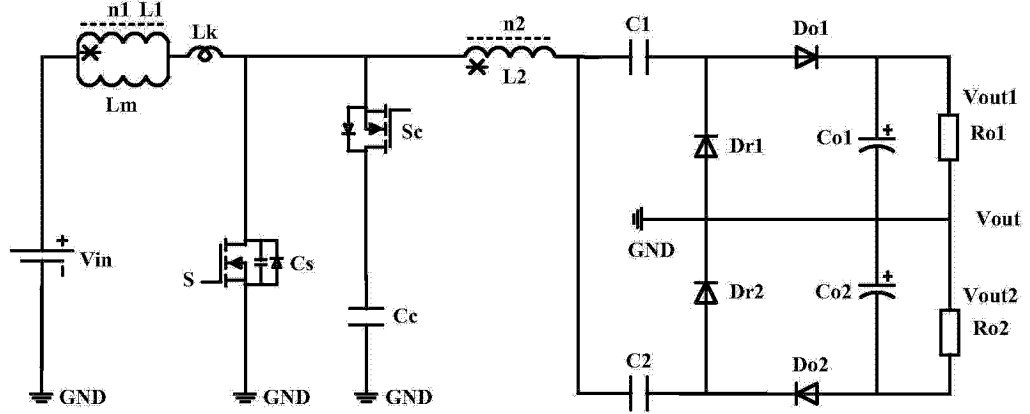 n1 L1
Lk
n2
C1
Do1
Lm
L2
Sc
Dr1
Co1
+
Vout1
Ro1
GND
Vout
Vin
+
S
Cs
Cc
Dr2
Co2
+
Vout2
Ro2
C2
Do2
GND
GND
GND